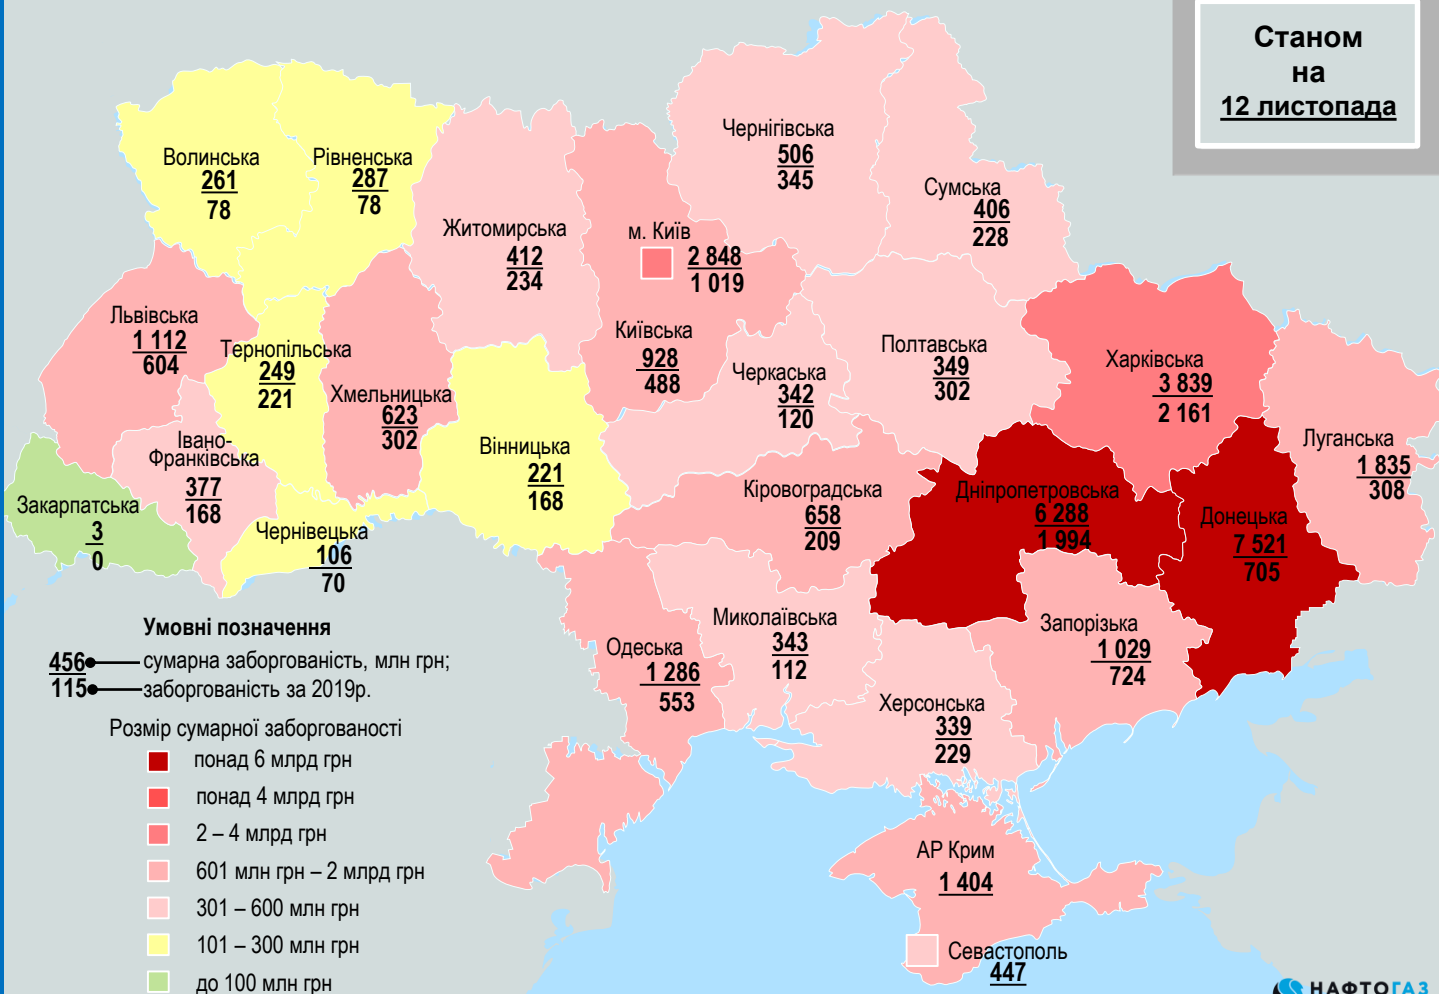 Станом
на
12 листопада
Чернігівська
506
345
Волинська
261
78
Рівненська
287
78
Сумська
406
228
Житомирська
412
234
м. Київ
2 848
1 019
Львівська
1 112
604
Тернопільська
249
221
Київська
928
488
Полтавська
349
302
Харківська
3 839
2 161
Черкаська
342
120
Хмельницька
623
302
Івано-
Франківська
377
168
Вінницька
221
168
Луганська
1 835
308
Закарпатська
3
0
Чернівецька
106
70
Кіровоградська
658
209
Дніпропетровська
6 288
1 994
Донецька
7 521
705
Миколаївська
343
112
Запорізька
1 029
724
Одеська
1 286
553
Херсонська
339
229
АР Крим
1 404
Севастополь
447
Умовні позначення
456 сумарна заборгованість, млн грн;
115 заборгованість за 2019р.
Розмір сумарної заборгованості
понад 6 млрд грн
понад 4 млрд грн
2 – 4 млрд грн
601 млн грн – 2 млрд грн
301 – 600 млн грн
101 – 300 млн грн
до 100 млн грн
НАФТОГАЗ